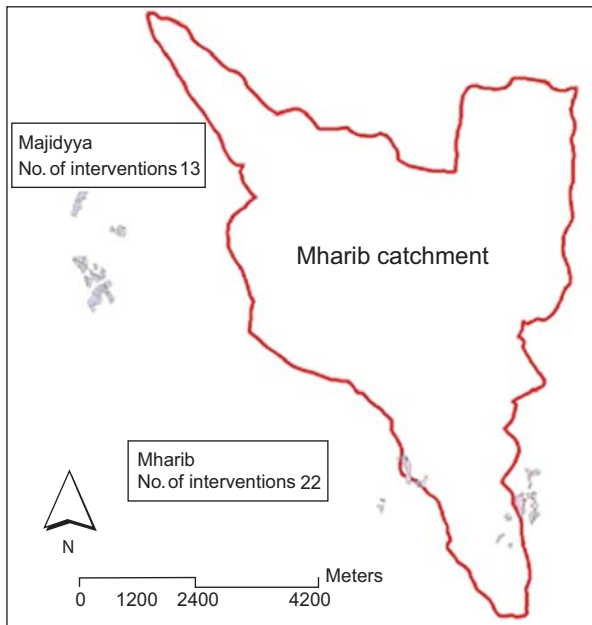 Majidyya
No. of interventions 13
Mharib catchment
Mharib
No. of interventions 22
N
Meters
0 1200 2400 4200